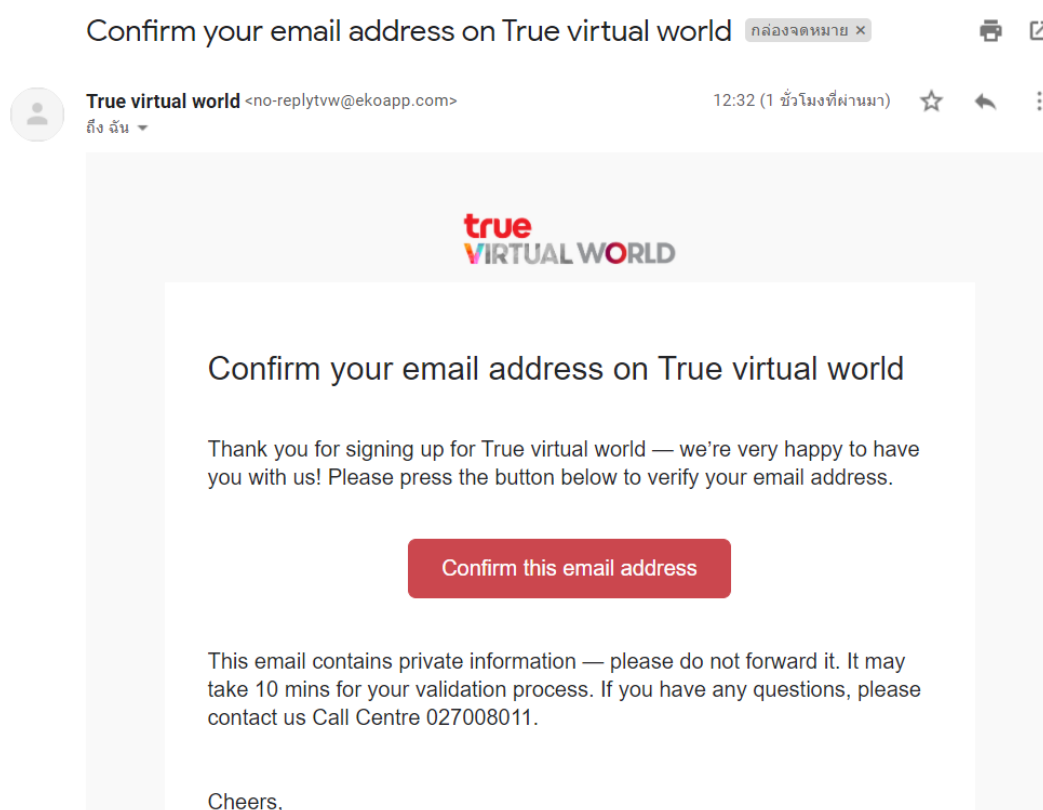 Confirm your email address on True virtual world กล่องจดหมาย ×
True virtual world <no-replytvw@ekoapp.com> 12:32 (1 ชั่วโมงที่ผ่านมา)
ถึง ฉัน
true
VIRTUAL WORLD
Confirm your email address on True virtual world
Thank you for signing up for True virtual world — we’re very happy to have
you with us! Please press the button below to verify your email address.
Confirm this email address
This email contains private information — please do not forward it. It may
take 10 mins for your validation process. If you have any questions, please
contact us Call Centre 027008011.
Cheers,